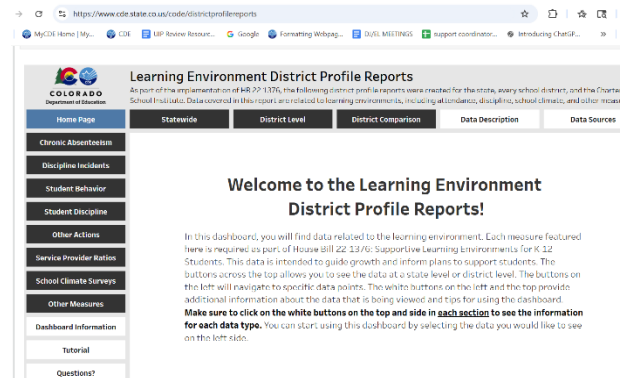 https://www.cde.state.co.us/code/districtprofilereports
MyCDE Home | My...
CDE
UIP Review Resourc...
Google
Formatting Webpag...
DI/EL MEETINGS
support coordinator...
Introducing ChatGP...
»
COLORADO
Department of Education
Learning Environment District Profile Reports
As part of the implementation of HB 22-1376, the following district profile reports were created for the state, every school district, and the Charter
School Institute. Data covered in this report are related to learning environments, including attendance, discipline, school climate, and other measu
Home Page
Statewide
District Level
District Comparison
Data Description
Data Sources
Chronic Absenteeism
Discipline Incidents
Student Behavior
Student Discipline
Other Actions
Service Provider Ratios
School Climate Surveys
Other Measures
Dashboard Information
Tutorial
Questions?
Welcome to the Learning Environment
District Profile Reports!
In this dashboard, you will find data related to the learning environment. Each measure featured
here is required as part of House Bill 22-1376: Supportive Learning Environments for K-12
Students. This data is intended to guide growth and inform plans to support students. The
buttons across the top allows you to see the data at a state level or district level. The buttons on
the left will navigate to specific data points. The white buttons on the left and the top provide
additional information about the data that is being viewed and tips for using the dashboard.
Make sure to click on the white buttons on the top and side in each section to see the information
for each data type. You can start using this dashboard by selecting the data you would like to see
on the left side.